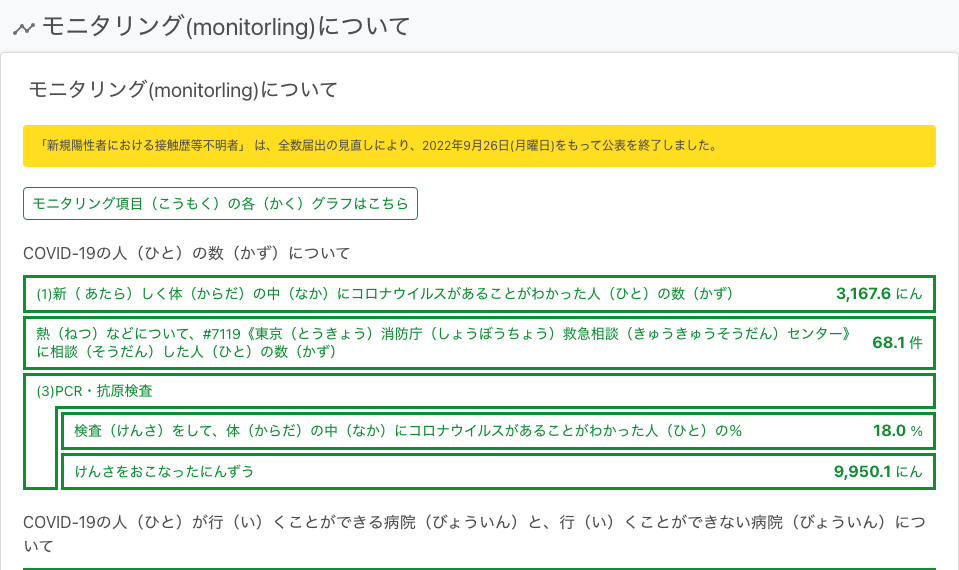 モニタリング(monitorling)について
モニタリング(monitorling)について
「新規陽性者における接触歴等不明者」 は、全数届出の見直しにより、2022年9月26日(月曜日)をもって公表を終了しました。
モニタリング項目（こうもく）の各（かく）グラフはこちら
COVID-19の人（ひと）の数（かず）について
(1)新（ あたら）しく体（からだ）の中（なか）にコロナウイルスがあることがわかった人（ひと）の数（かず） 3,167.6 にん
熱（ねつ）などについて、#7119《東京（とうきょう）消防庁（しょうぼうちょう）救急相談（きゅうきゅうそうだん）センター》
に相談（そうだん）した人（ひと）の数（かず） 68.1 件
(3)PCR・抗原検査
検査（けんさ）をして、体（からだ）の中（なか）にコロナウイルスがあることがわかった人（ひと）の％ 18.0 %
けんさをおこなったにんずう 9,950.1 にん
COVID-19の人（ひと）が行（い）くことができる病院（びょういん）と、行（い）くことができない病院（びょういん）につ
いて